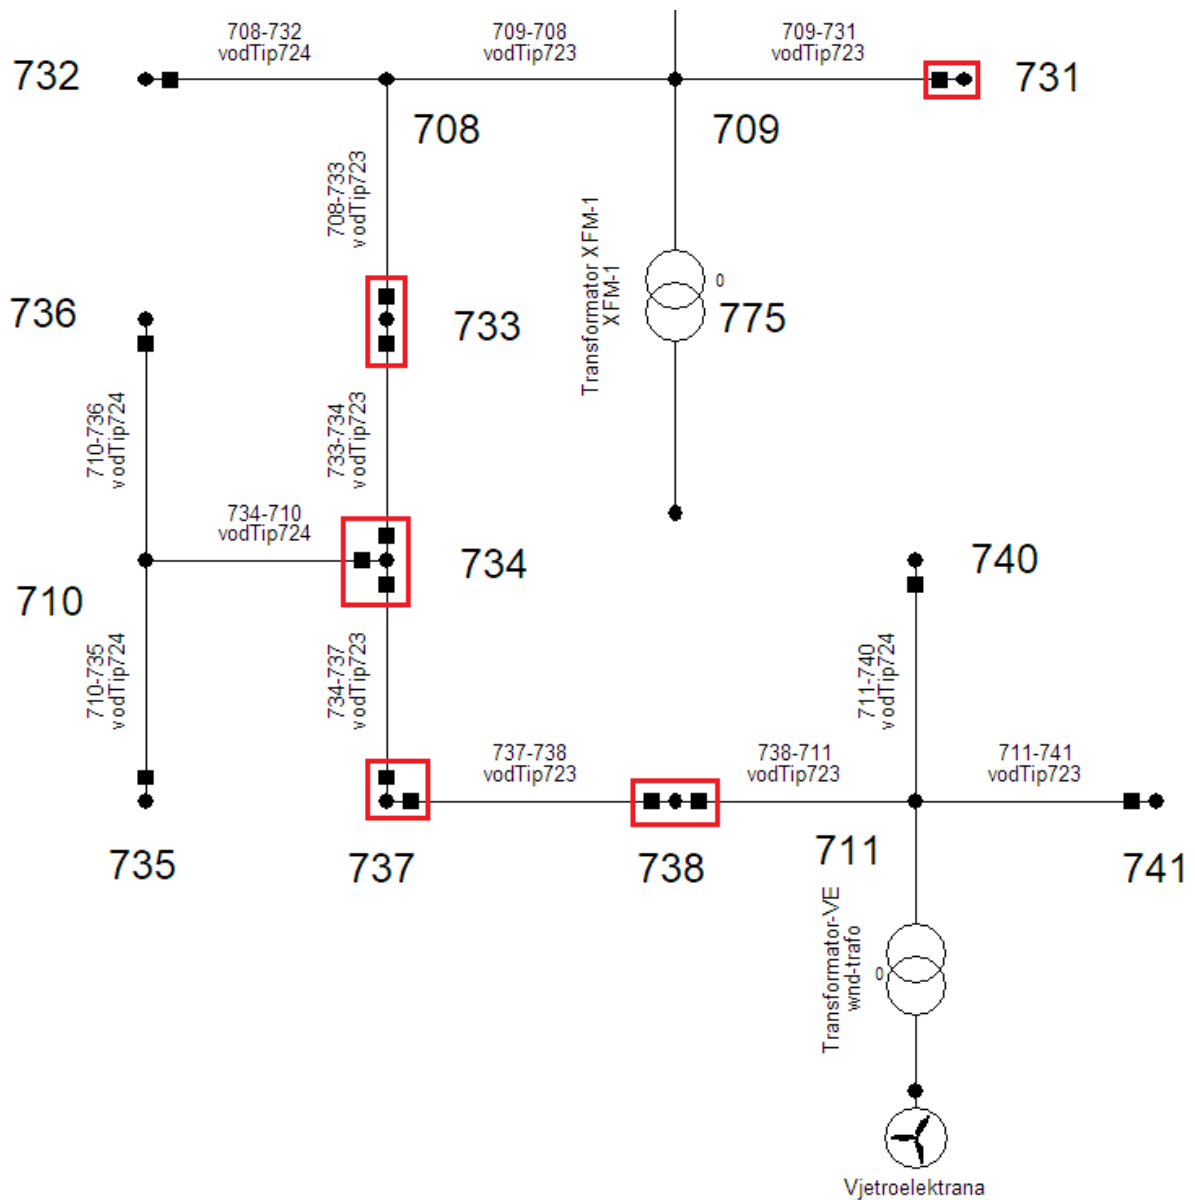 708-732
vodTip724
709-708
vodTip723
709-731
vodTip723
732
731
708
709
708-733
vodTip723
Transformator XFM-1
XFM-1
0
775
736
733
710-736
vodTip724
733-734
vodTip723
734-710
vodTip724
734
740
710
710-735
vodTip724
734-737
vodTip723
711-740
vodTip724
737-738
vodTip723
738-711
vodTip723
711-741
vodTip723
735
737
738
711
741
Transformator-VE
wnd-trafo
0
Vjetroelektrana